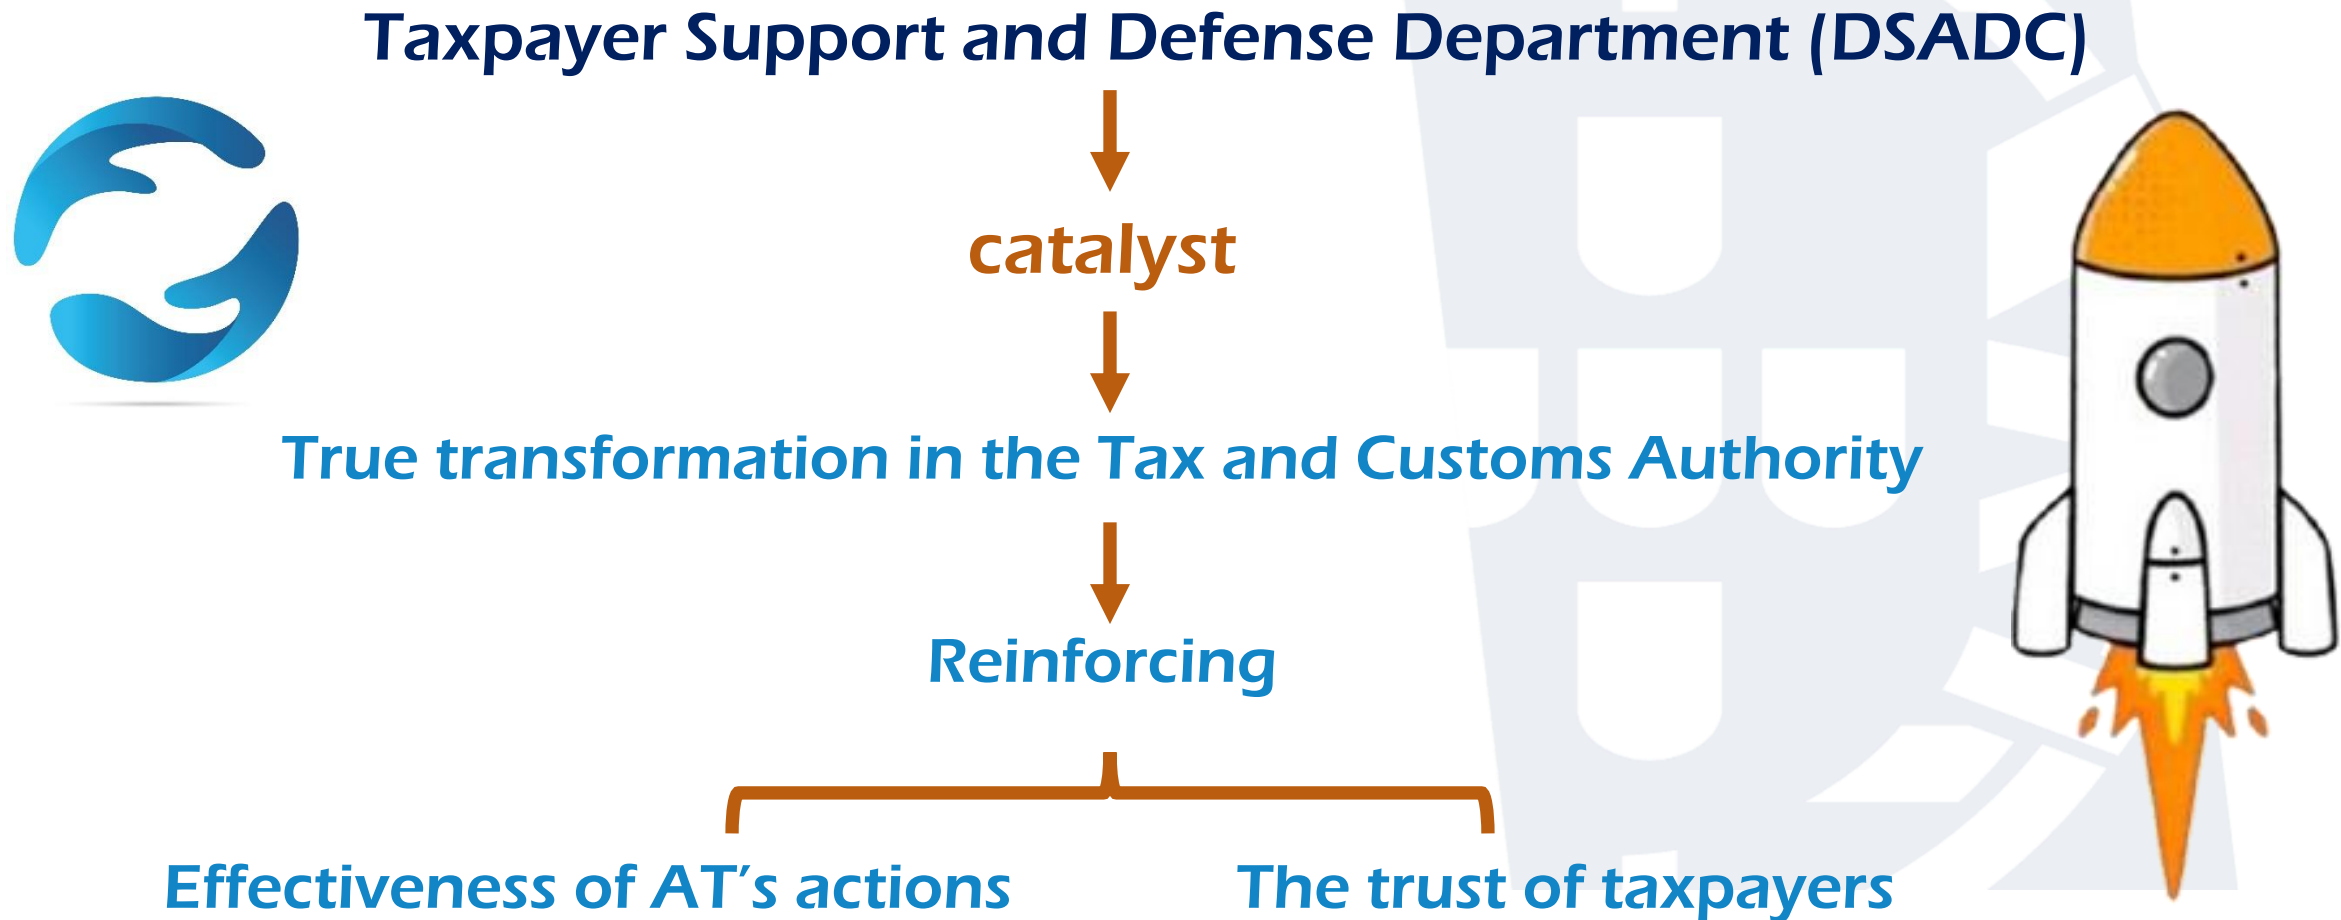 Taxpayer Support and Defense Department (DSADC)
catalyst
True transformation in the Tax and Customs Authority
Reinforcing
Effectiveness of AT’s actions
The trust of taxpayers